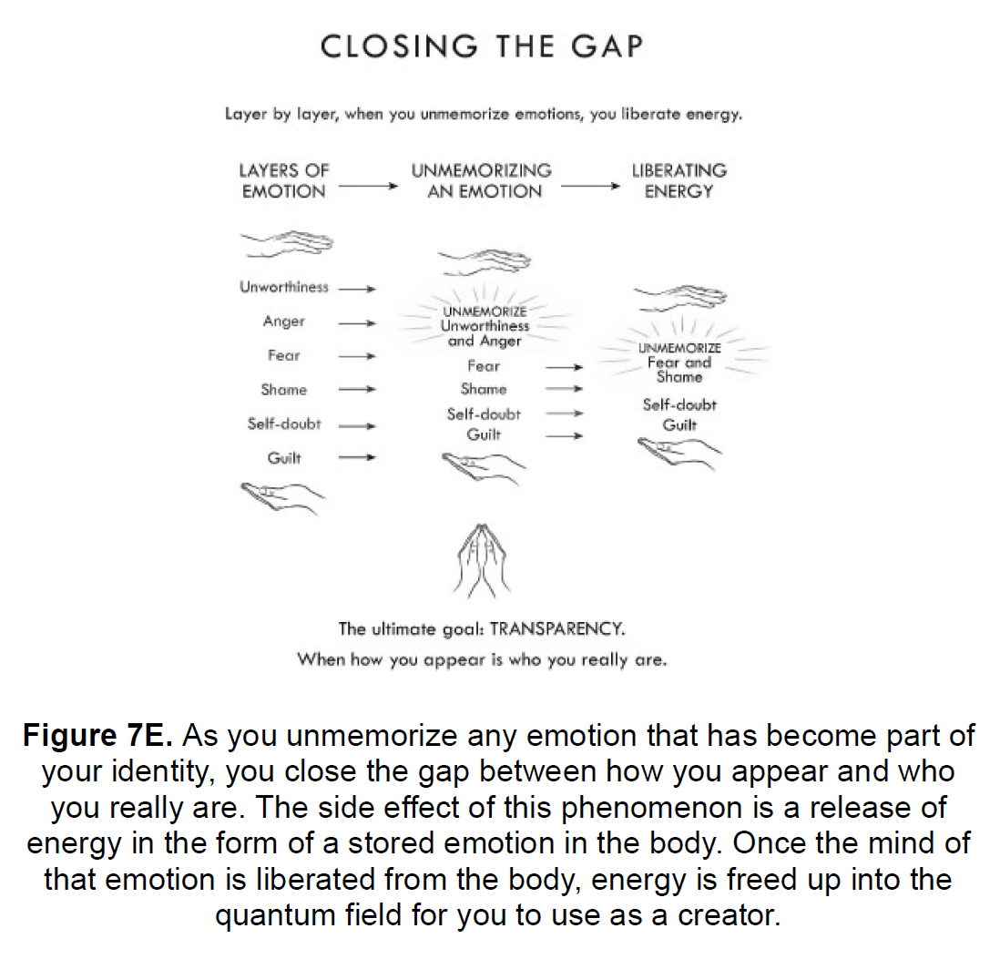 CLOSING THE GAP
Layer by layer, when you unmemorize emotions, you liberate energy.
LAYERS OF
EMOTION
UNMEMORIZING
AN EMOTION
LIBERATING
ENERGY
Unworthiness
Anger
Fear
Shame
Self-doubt
Guilt
UNMEMORIZE
Unworthiness
and Anger
Fear
Shame
Self-doubt
Guilt
UNMEMORIZE
Fear and
Shame
Self-doubt
Guilt
The ultimate goal: TRANSPARENCY.
When how you appear is who you really are.
Figure 7E. As you unmemorize any emotion that has become part of
your identity, you close the gap between how you appear and who
you really are. The side effect of this phenomenon is a release of
energy in the form of a stored emotion in the body. Once the mind of
that emotion is liberated from the body, energy is freed up into the
quantum field for you to use as a creator.